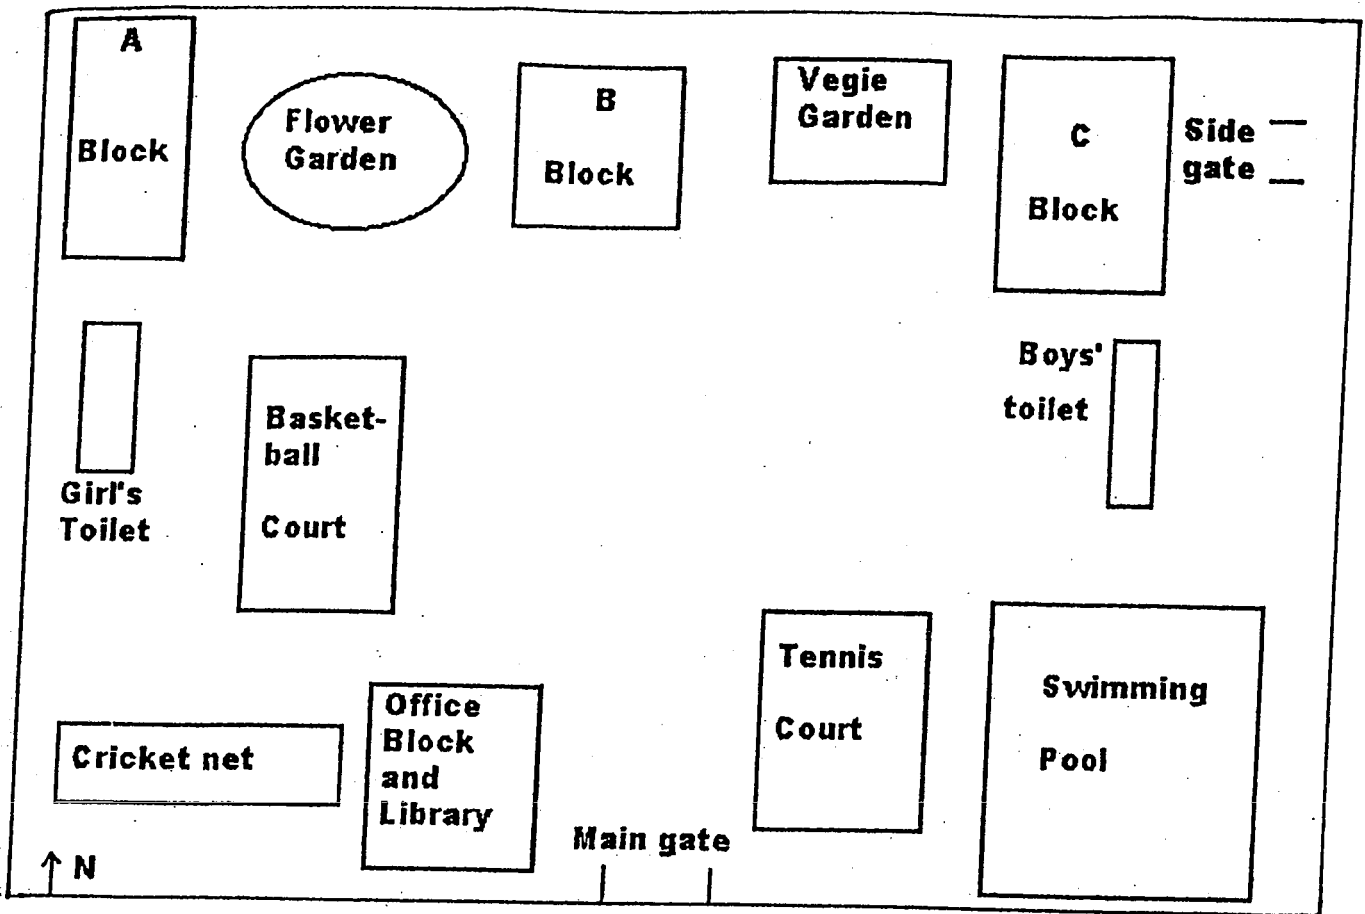 A
Block
Flower
Garden
B
Block
Vegie
Garden
C
Block
Side
gate
Girl's
Toilet
Basket-
ball
Court
Boys'
toilet
Cricket net
Office
Block
and
Library
Main gate
Tennis
Court
Swimming
Pool
N